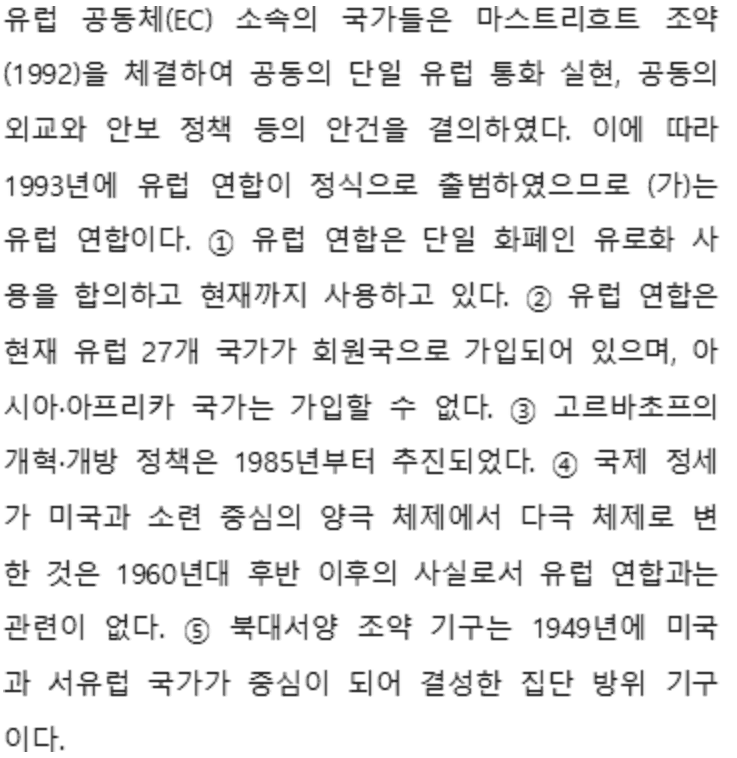 유럽 공동체(EC) 소속의 국가들은 마스트리흐트 조약
(1992)을 체결하여 공동의 단일 유럽 통화 실현, 공동의
외교와 안보 정책 등의 안건을 결의하였다. 이에 따라
1993년에 유럽 연합이 정식으로 출범하였으므로 (가)는
유럽 연합이다. ① 유럽 연합은 단일 화폐인 유로화 사
용을 합의하고 현재까지 사용하고 있다. ② 유럽 연합은
현재 유럽 27개 국가가 회원국으로 가입되어 있으며, 아
시아·아프리카 국가는 가입할 수 없다. ③ 고르바초프의
개혁·개방 정책은 1985년부터 추진되었다. ④ 국제 정세
가 미국과 소련 중심의 양극 체제에서 다극 체제로 변
한 것은 1960년대 후반 이후의 사실로서 유럽 연합과는
관련이 없다. ⑤ 북대서양 조약 기구는 1949년에 미국
과 서유럽 국가가 중심이 되어 결성한 집단 방위 기구
이다.